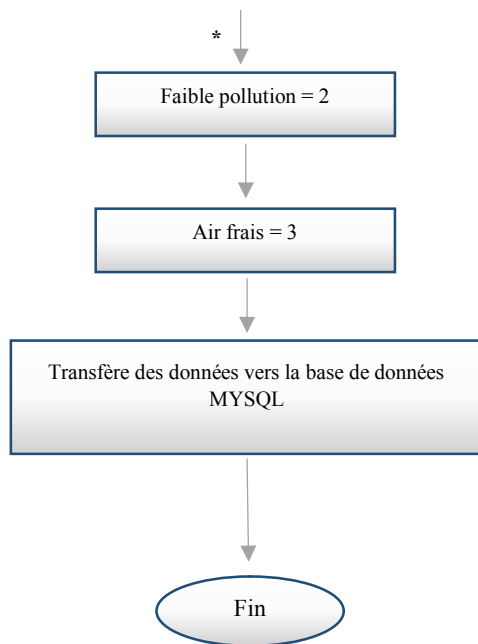 *
Faible pollution = 2
Air frais = 3
Transfère des données vers la base de données
MYSQL
Fin